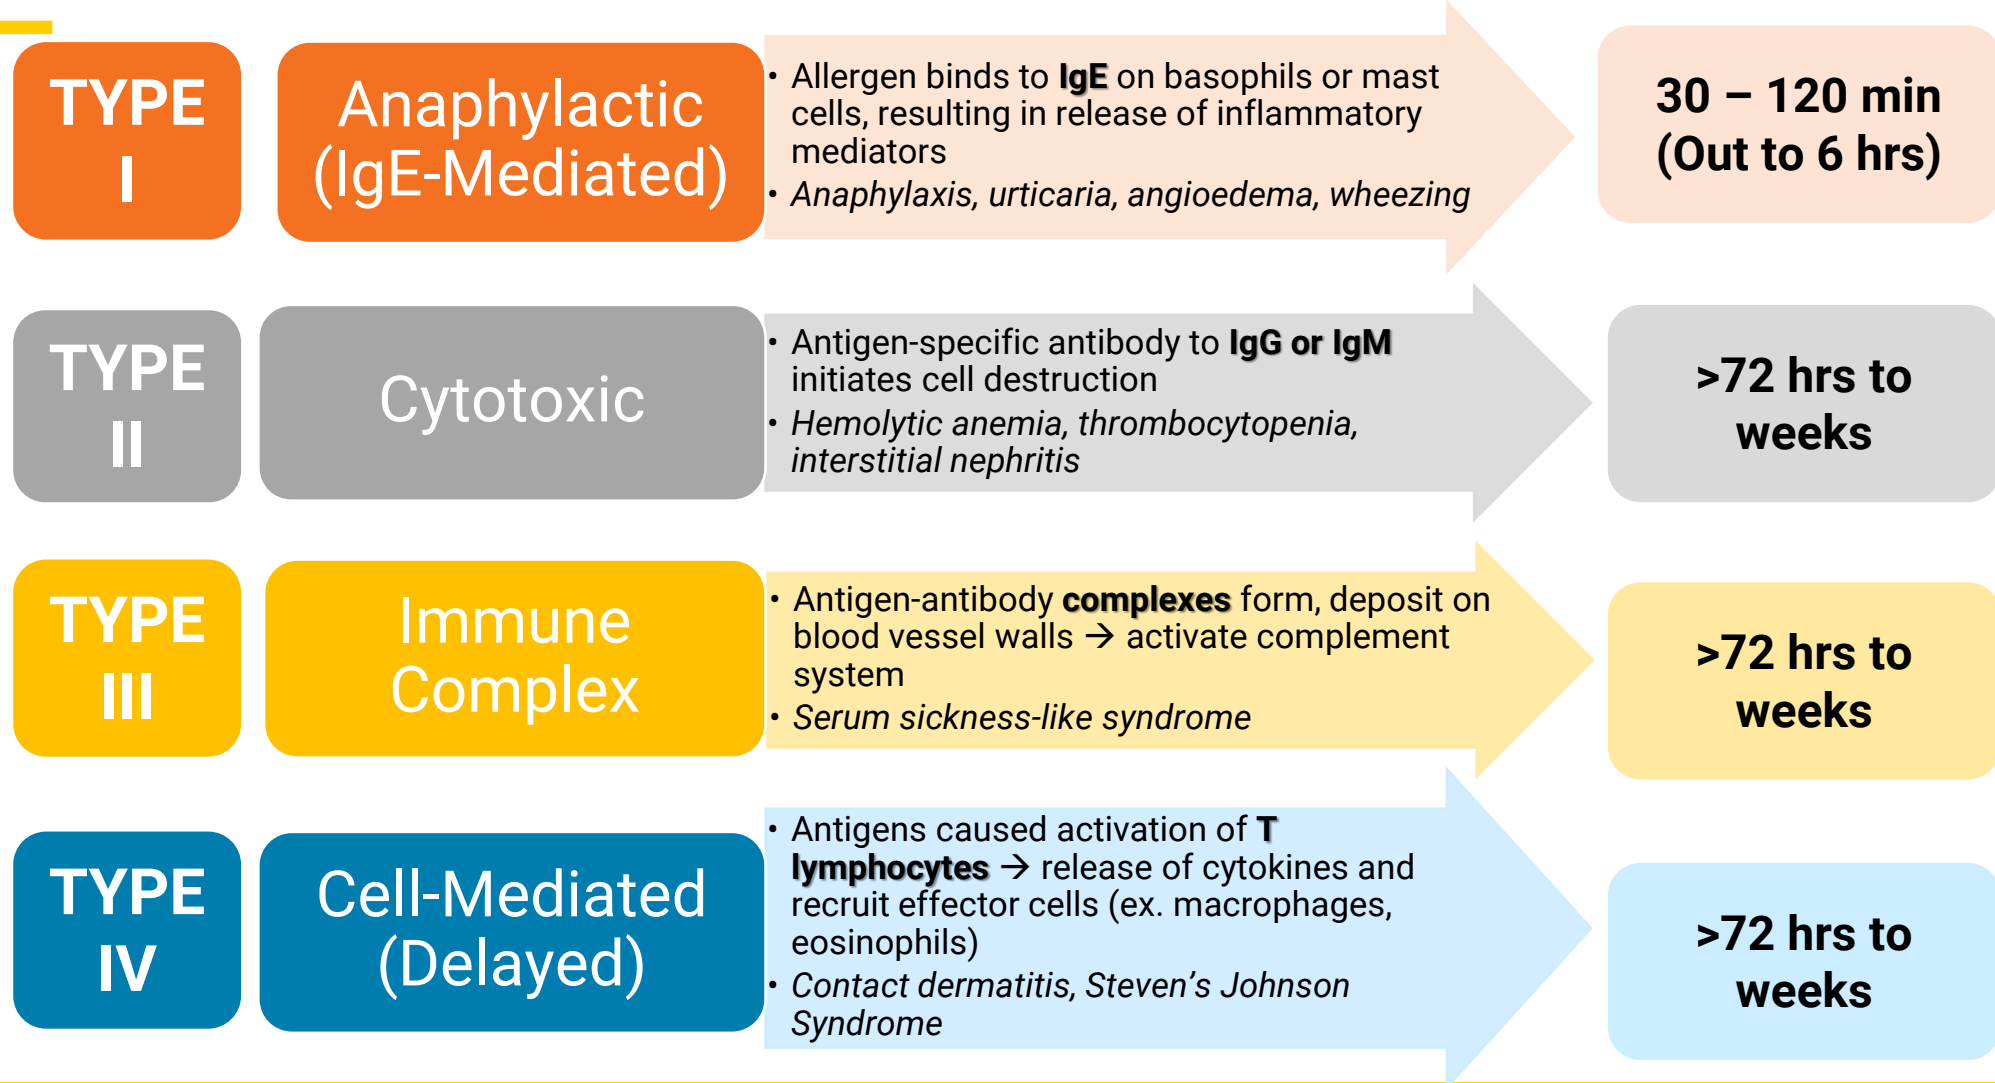 TYPE
I
Anaphylactic
(IgE-Mediated)
• Allergen binds to IgE on basophils or mast
cells, resulting in release of inflammatory
mediators
• Anaphylaxis, urticaria, angioedema, wheezing
30 – 120 min
(Out to 6 hrs)
TYPE
II
Cytotoxic
• Antigen-specific antibody to IgG or IgM
initiates cell destruction
• Hemolytic anemia, thrombocytopenia,
interstitial nephritis
>72 hrs to
weeks
TYPE
III
Immune
Complex
• Antigen-antibody complexes form, deposit on
blood vessel walls → activate complement
system
• Serum sickness-like syndrome
>72 hrs to
weeks
TYPE
IV
Cell-Mediated
(Delayed)
• Antigens caused activation of T
lymphocytes → release of cytokines and
recruit effector cells (ex. macrophages,
eosinophils)
• Contact dermatitis, Steven’s Johnson
Syndrome
>72 hrs to
weeks